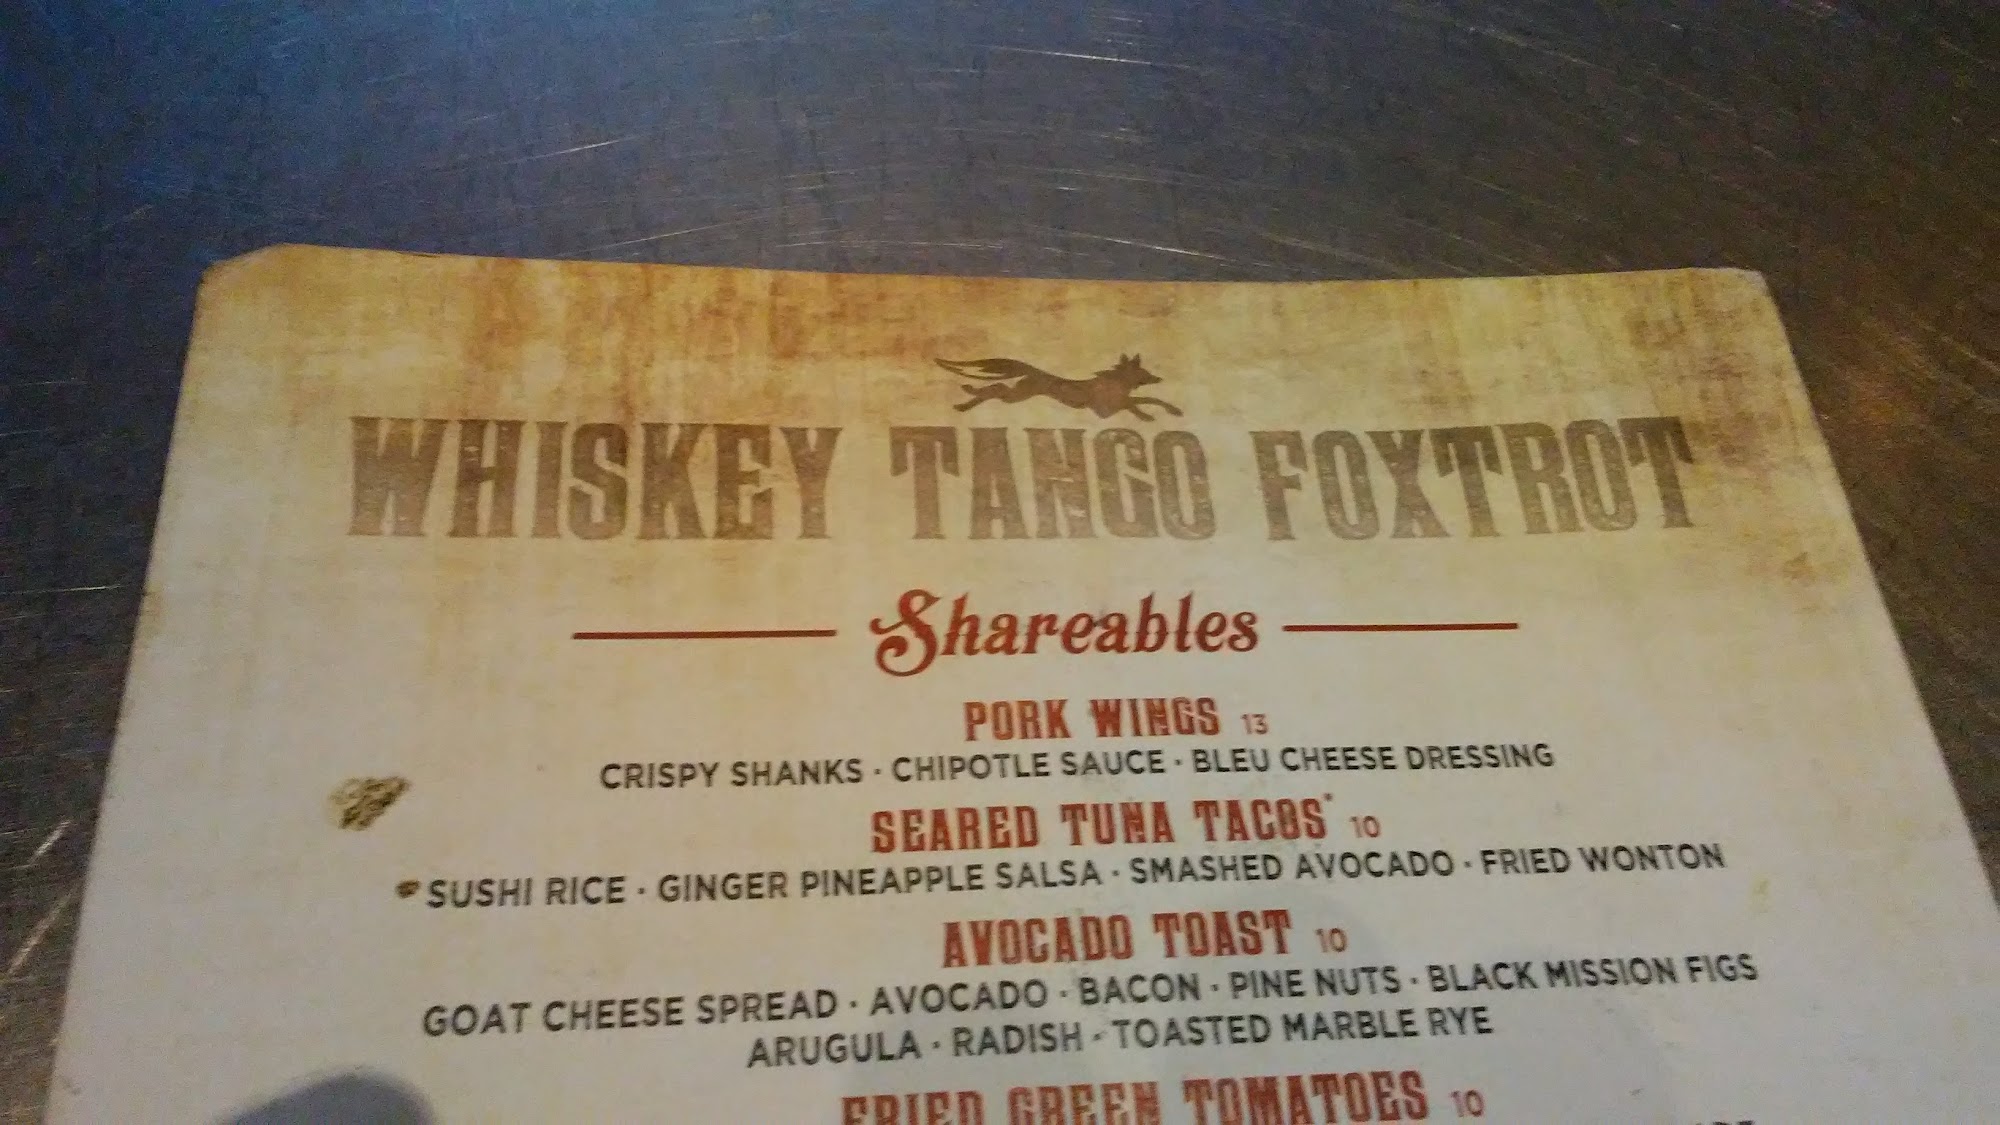 WHISKEY TANGO FOXTROT
Shareables
PORK WINGS 13
CRISPY SHANKS · CHIPOTLE SAUCE · BLEU CHEESE DRESSING
SEARED TUNA TACOS* 10
SUSHI RICE · GINGER PINEAPPLE SALSA · SMASHED AVOCADO · FRIED WONTON
AVOCADO TOAST 10
GOAT CHEESE SPREAD · AVOCADO · BACON · PINE NUTS · BLACK MISSION FIGS
ARUGULA · RADISH · TOASTED MARBLE RYE
FRIED GREEN TOMATOES 10